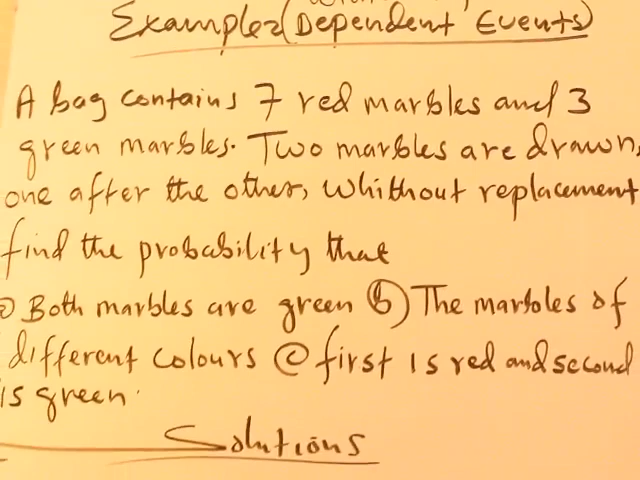 Example2(Dependent Events)
A bag contains 7 red marbles and 3
green marbles. Two marbles are drawn,
one after the other, whithout replacement
find the probability that
a Both marbles are green (b) The marbles of
different colours (c) first is red and second
is green.
Solutions